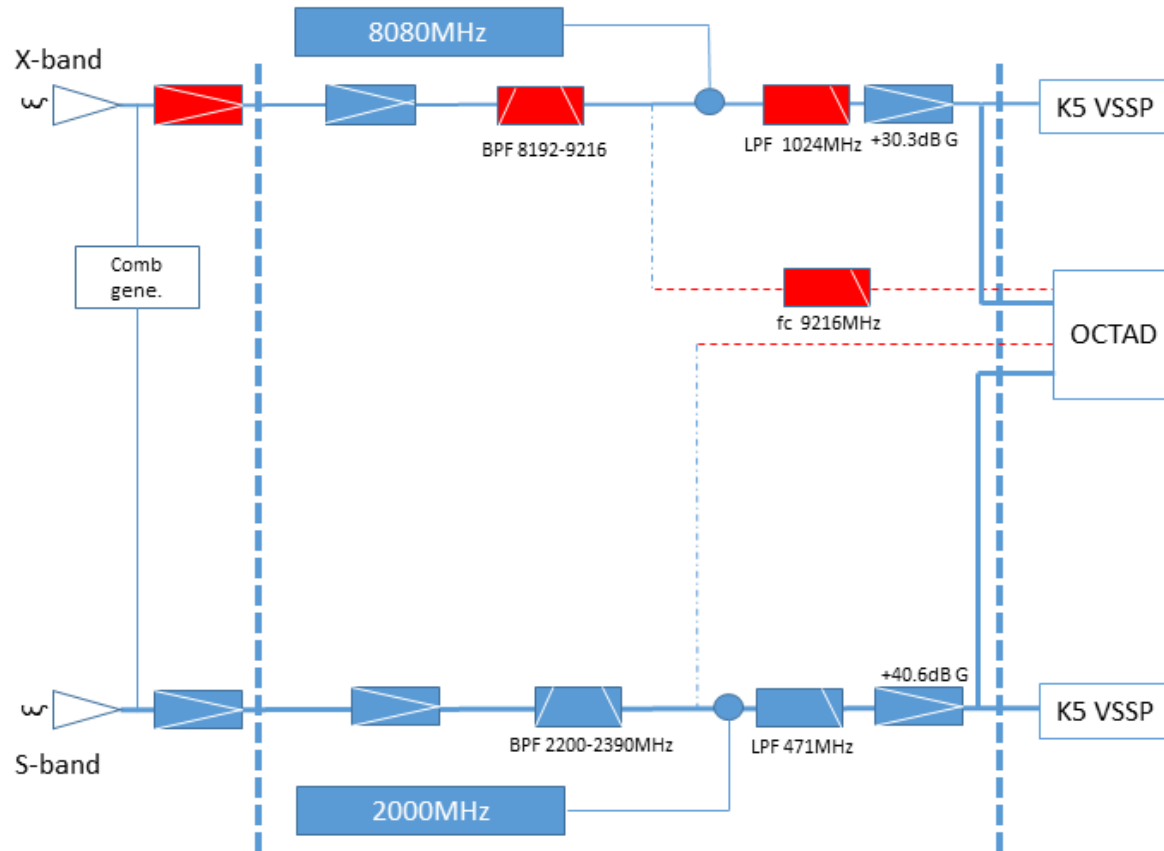 8080MHz
X-band
K5 VSSP
BPF 8192-9216
LPF 1024MHz
+30.3dB G
Comb
gene.
fc 9216MHz
OCTAD
+40.6dB G
K5 VSSP
BPF 2200-2390MHz
LPF 471MHz
S-band
2000MHz